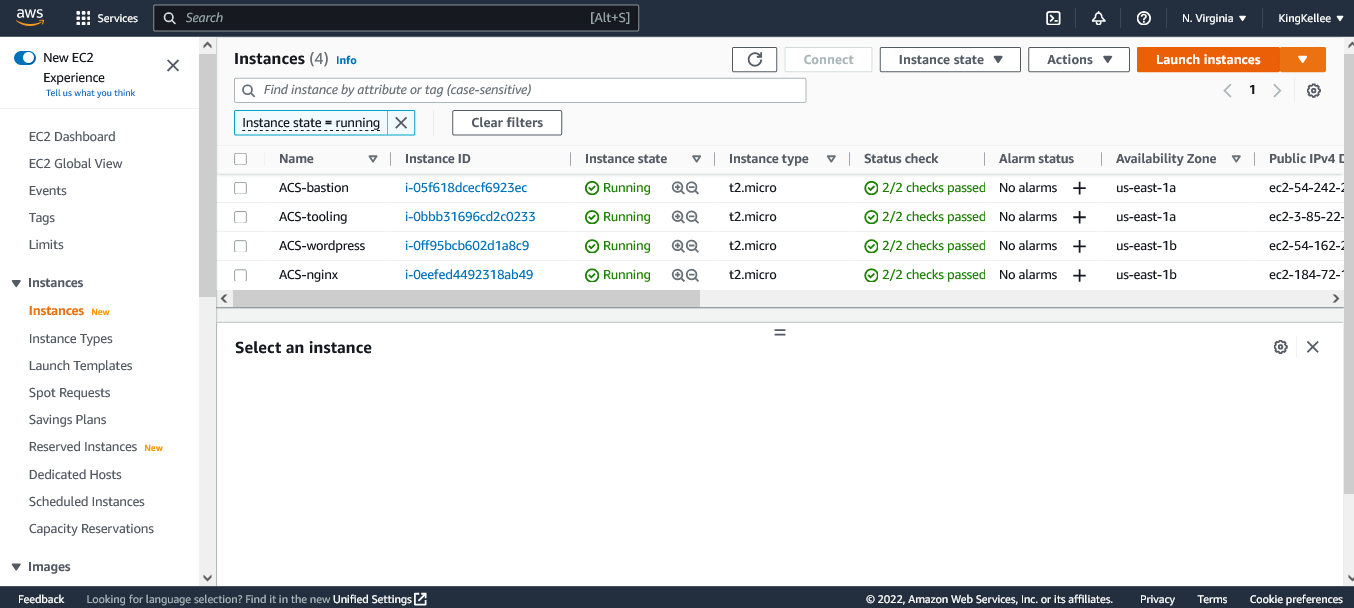 aws Services Search [Alt+S] N. Virginia ▼ KingKellee ▼
New EC2
Experience
Tell us what you think
EC2 Dashboard
EC2 Global View
Events
Tags
Limits
Instances
Instances New
Instance Types
Launch Templates
Spot Requests
Savings Plans
Reserved Instances New
Dedicated Hosts
Scheduled Instances
Capacity Reservations
Images
Instances (4) Info
Connect Instance state Actions Launch instances
Find instance by attribute or tag (case-sensitive) 1
Instance state = running Clear filters
Name Instance ID Instance state Instance type Status check Alarm status Availability Zone Public IPv4 D
ACS-bastion i-05f618dcecf6923ec Running t2.micro 2/2 checks passed No alarms + us-east-1a ec2-54-242-2
ACS-tooling i-0bbb31696cd2c0233 Running t2.micro 2/2 checks passed No alarms + us-east-1a ec2-3-85-22-
ACS-wordpress i-0ff95bcb602d1a8c9 Running t2.micro 2/2 checks passed No alarms + us-east-1b ec2-54-162-2
ACS-nginx i-0eefed4492318ab49 Running t2.micro 2/2 checks passed No alarms + us-east-1b ec2-184-72-1
Select an instance
Feedback Looking for language selection? Find it in the new Unified Settings © 2022, Amazon Web Services, Inc. or its affiliates. Privacy Terms Cookie preferences